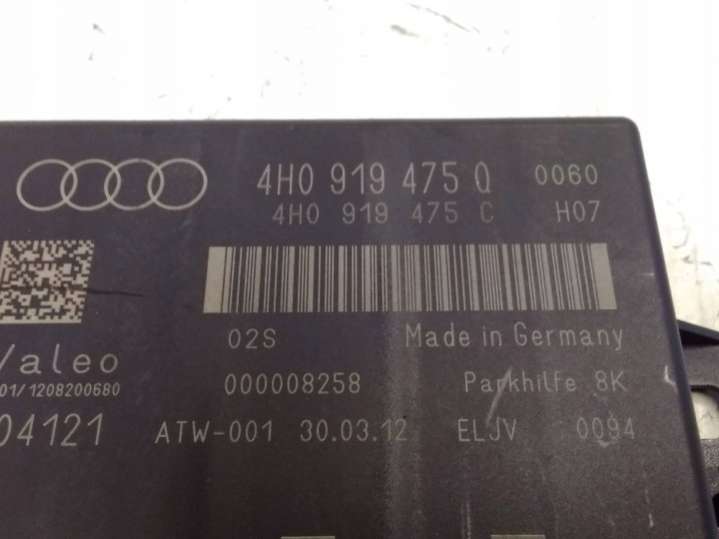 4H0 919 475 Q 0060
4H0 919 475 C H07
02S Made in Germany
Valeo 000008258 Parkhilfe 8K
01/1208200680
04121 ATW-001 30.03.12 ELJV 0094